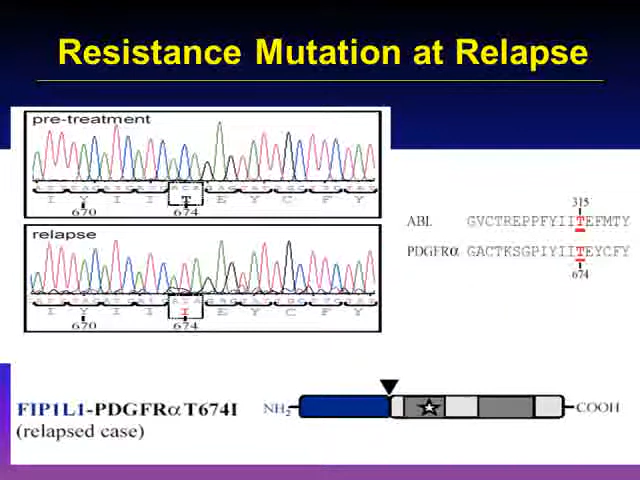 Resistance Mutation at Relapse
pre-treatment
I Y I I T E Y C F Y
670 674
relapse
I Y I I I E Y C F Y
670 674
315
ABL GVCTREPPFYIITEFMTY
PDGFRα GACTKSGPIYIITEYCFY
674
FIP1L1-PDGFRα T674I
(relapsed case)
NH2 COOH